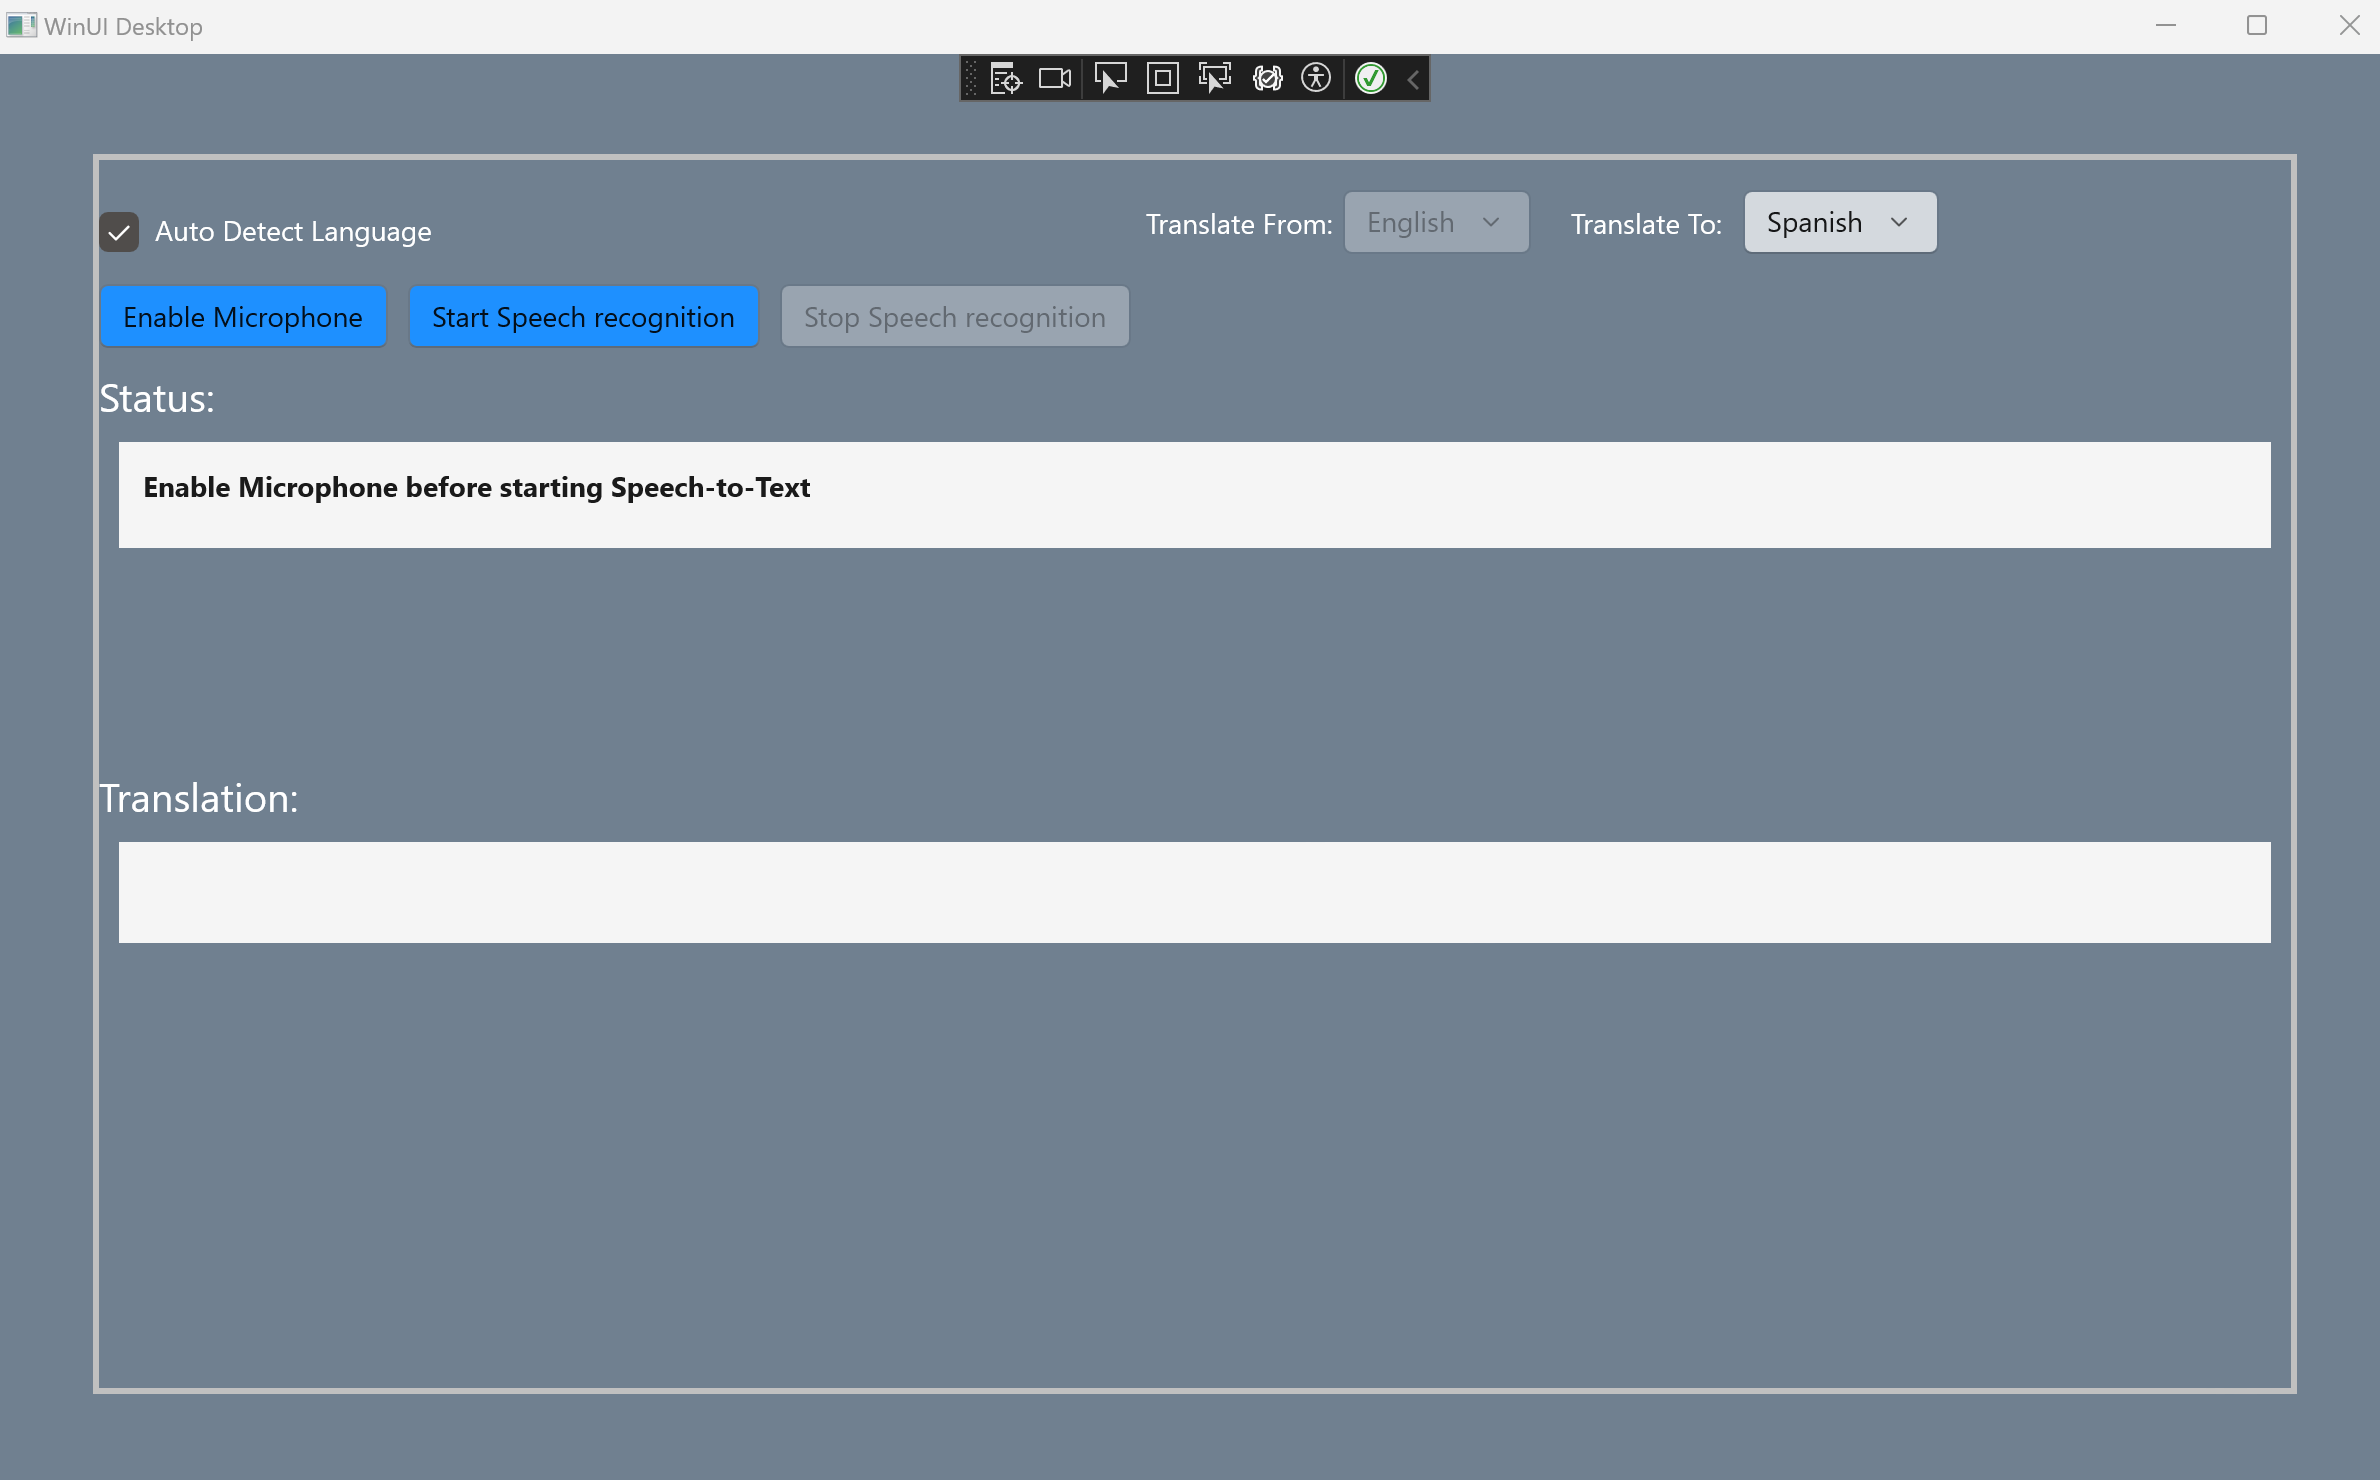 WinUI Desktop
Auto Detect Language
Translate From: English
Translate To: Spanish
Enable Microphone
Start Speech recognition
Stop Speech recognition
Status:
Enable Microphone before starting Speech-to-Text
Translation: